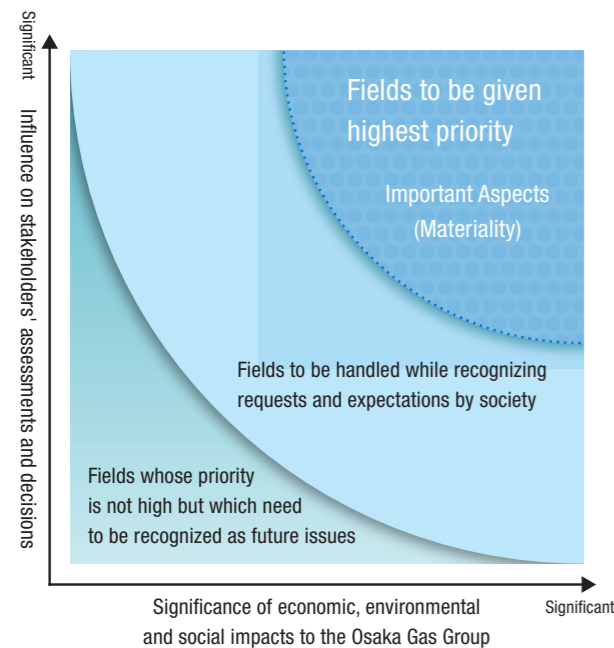 Significant
Influence on stakeholders' assessments and decisions
Fields to be given
highest priority
Important Aspects
(Materiality)
Fields to be handled while recognizing
requests and expectations by society
Fields whose priority
is not high but which need
to be recognized as future issues
Significance of economic, environmental
and social impacts to the Osaka Gas Group
Significant